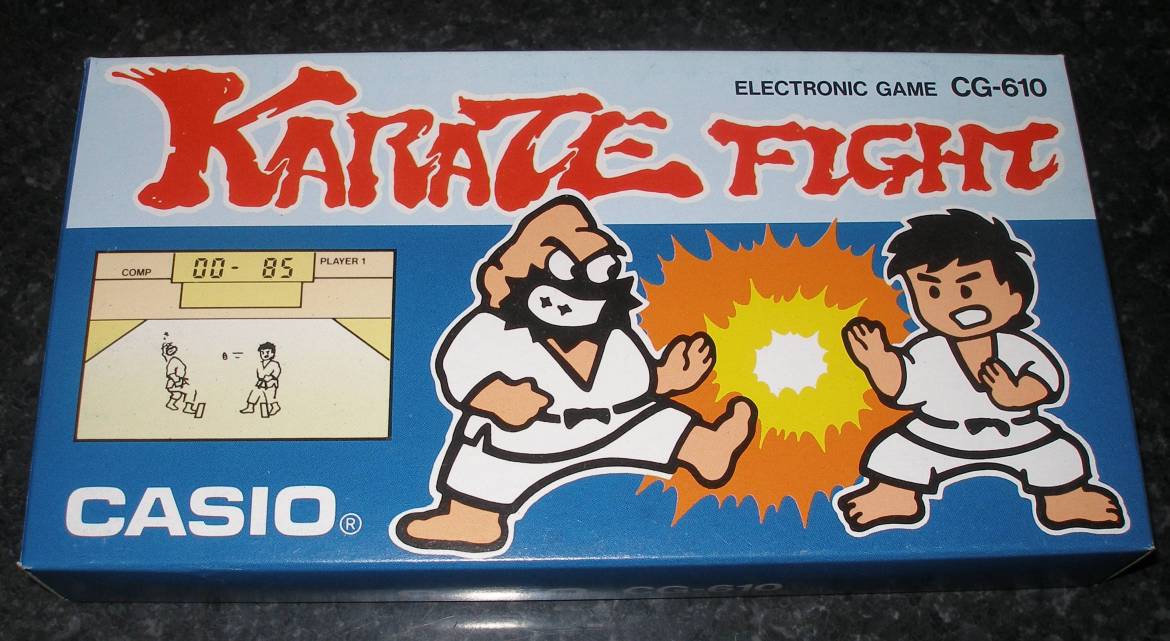 ELECTRONIC GAME CG-610
KARATE FIGHT
COMP 00- 85 PLAYER 1
CASIO®
CG-610